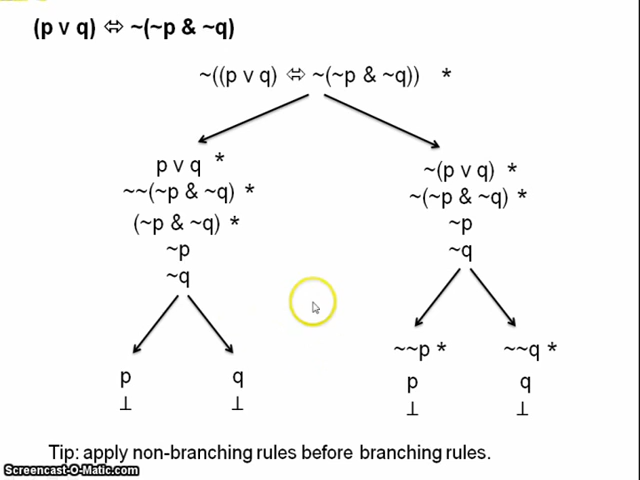 (p v q) ⇔ ~(~p & ~q)
~((p v q) ⇔ ~(~p & ~q)) *
p v q *
~~(~p & ~q) *
(~p & ~q) *
~p
~q
p
⊥
q
⊥
~(p v q) *
~(~p & ~q) *
~p
~q
~~p *
p
⊥
~~q *
q
⊥
Tip: apply non-branching rules before branching rules.
Screencast-O-Matic.com